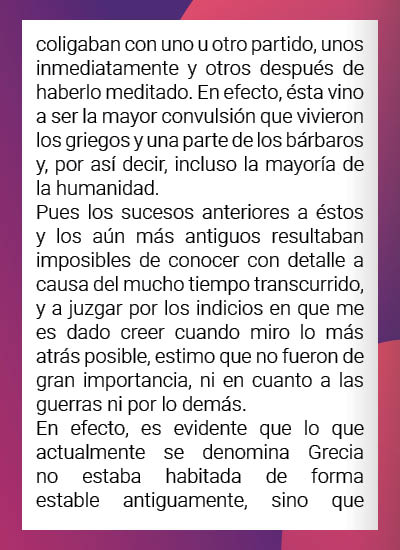 coligaban con uno u otro partido, unos
inmediatamente y otros después de
haberlo meditado. En efecto, ésta vino
a ser la mayor convulsión que vivieron
los griegos y una parte de los bárbaros
y, por así decir, incluso la mayoría de
la humanidad.
Pues los sucesos anteriores a éstos
y los aún más antiguos resultaban
imposibles de conocer con detalle a
causa del mucho tiempo transcurrido,
y a juzgar por los indicios en que me
es dado creer cuando miro lo más
atrás posible, estimo que no fueron de
gran importancia, ni en cuanto a las
guerras ni por lo demás.
En efecto, es evidente que lo que
actualmente se denomina Grecia
no estaba habitada de forma
estable antiguamente, sino que